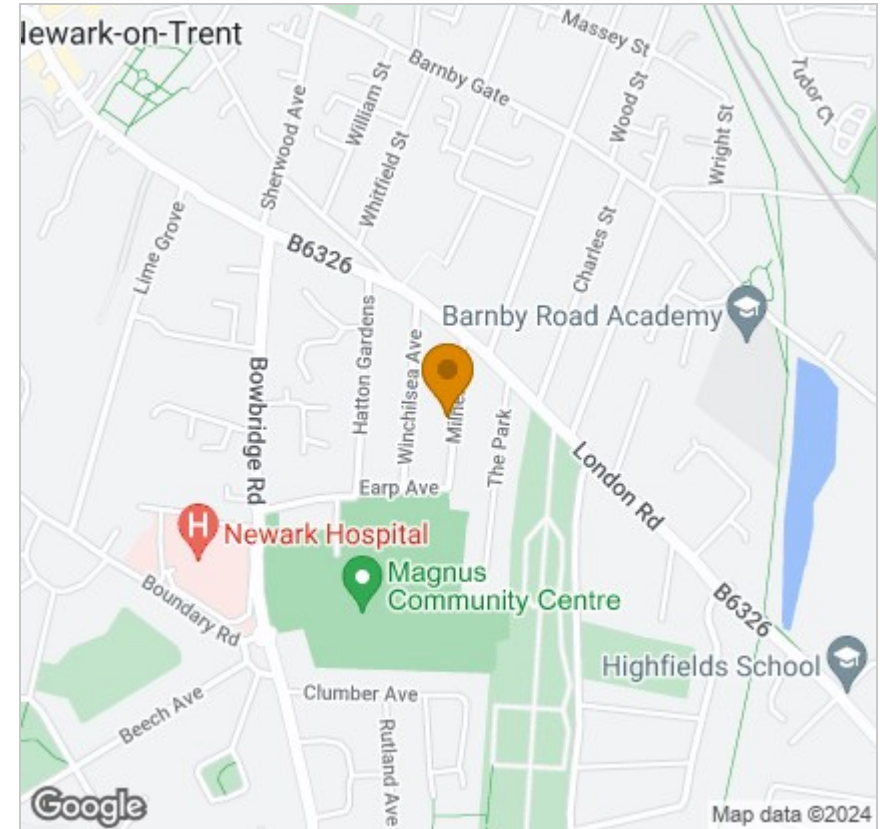 Newark-on-Trent
Massey St
Barnby Gate
William St
Sherwood Ave
Whitfield St
Wood St
Wright St
Tudor Ct
Lime Grove
B6326
Charles St
Barnby Road Academy
Hatton Gardens
Winchilsea Ave
Bowbridge Rd
The Park
Earp Ave
London Rd
H
Newark Hospital
Magnus
Community Centre
Boundary Rd
B6326
Highfields School
Clumber Ave
Beech Ave
Rutland Ave
Google
Map data ©2024